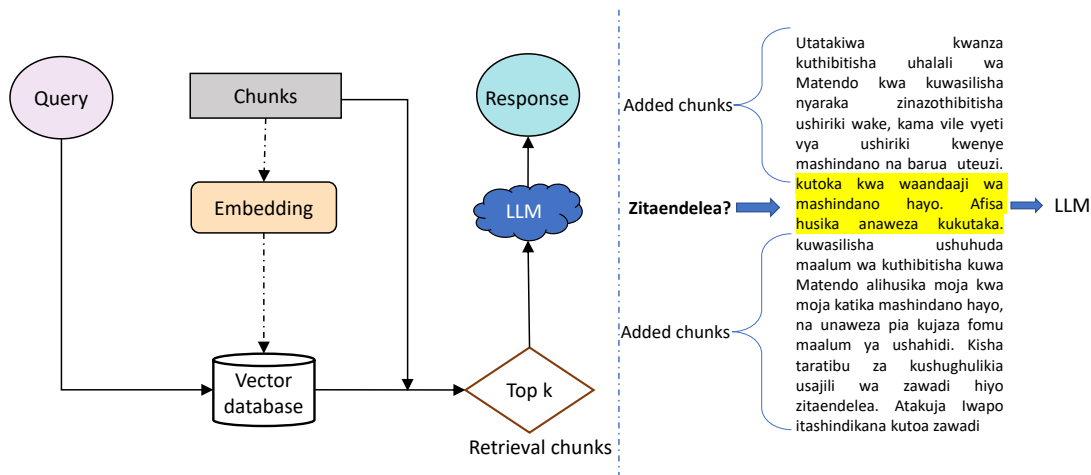 Query
Chunks
Embedding
Vector
database
Response
LLM
Top k
Retrieval chunks
Added chunks
Utatakiwa kwanza
kuthibitisha uhalali wa
Matendo kwa kuwasilisha
nyaraka zinazothibitisha
ushiriki wake, kama vile vyeti
vya ushiriki kwenye
mashindano na barua uteuzi.
Zitaendelea?
kutoka kwa waandaaji wa
mashindano hayo. Afisa
husika anaweza kukutaka.
LLM
Added chunks
kuwasilisha ushuhuda
maalum wa kuthibitisha kuwa
Matendo alihusika moja kwa
moja katika mashindano hayo,
na unaweza pia kujaza fomu
maalum ya ushahidi. Kisha
taratibu za kushughulikia
usajili wa zawadi hiyo
zitaendelea. Atakuja Iwapo
itashindikana kutoa zawadi